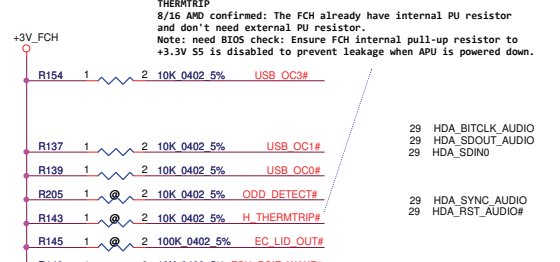 THERMTRIP
8/16 AMD confirmed: The FCH already have internal PU resistor
and don't need external PU resistor.
Note: need BIOS check: Ensure FCH internal pull-up resistor to
+3.3V S5 is disabled to prevent leakage when APU is powered down.
+3V_FCH
R154 1 2 10K_0402_5% USB_OC3#
R137 1 2 10K_0402_5% USB_OC1#
R139 1 2 10K_0402_5% USB_OC0#
R205 1 @ 2 10K_0402_5% ODD_DETECT#
R143 1 @ 2 10K_0402_5% H_THERMTRIP#
R145 1 @ 2 100K_0402_5% EC_LID_OUT#
29 HDA_BITCLK_AUDIO
29 HDA_SDOUT_AUDIO
29 HDA_SDIN0
29 HDA_SYNC_AUDIO
29 HDA_RST_AUDIO#